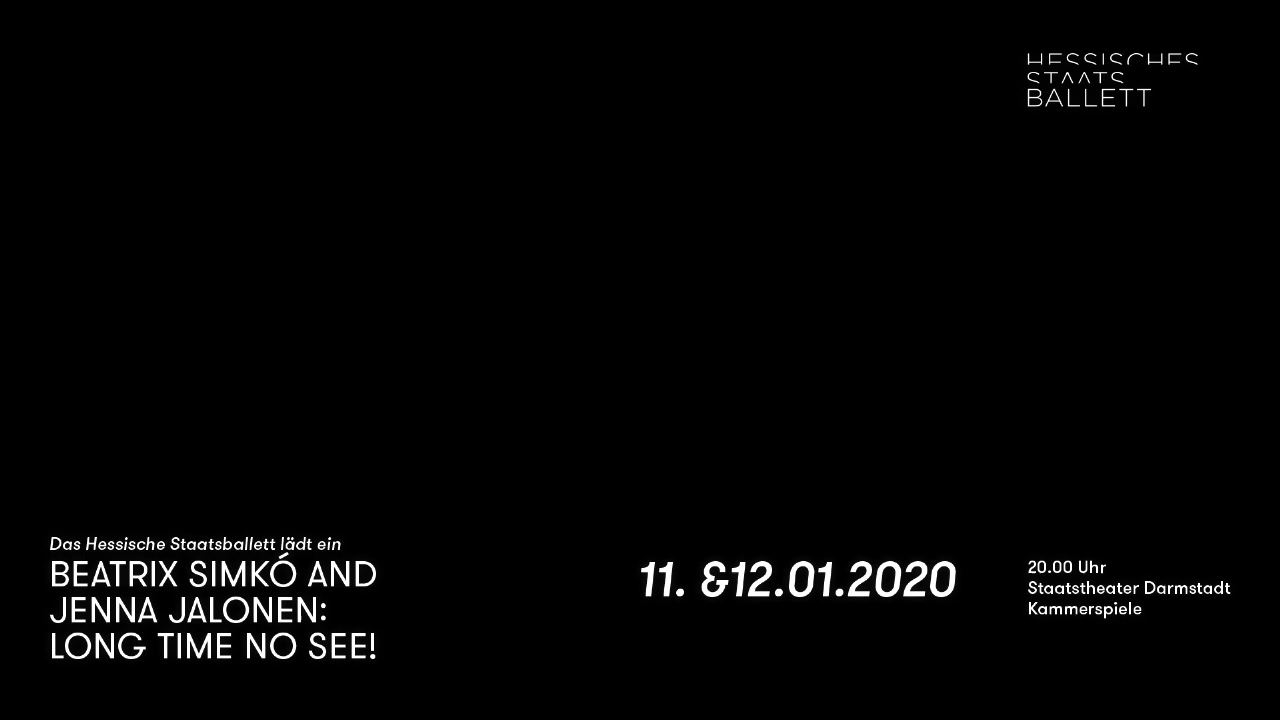 HESSISCHES
STAATS
BALLETT
Das Hessische Staatsballett lädt ein
BEATRIX SIMKÓ AND
JENNA JALONEN:
LONG TIME NO SEE!
11. &12.01.2020
20.00 Uhr
Staatstheater Darmstadt
Kammerspiele